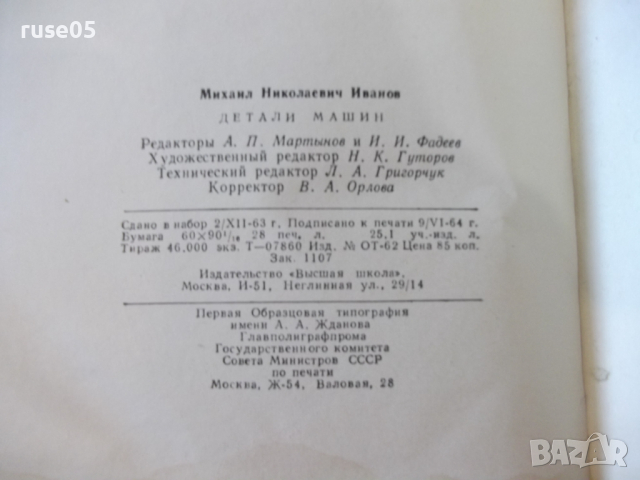 ruse05
Михаил Николаевич Иванов
ДЕТАЛИ МАШИН
Редакторы А. П. Мартынов и И. И. Фадеев
Художественный редактор Н. К. Гуторов
Технический редактор Л. А. Григорчук
Корректор В. А. Орлова
Сдано в набор 2/XII-63 г. Подписано к печати 9/VI-64 г.
Бумага 60×90¹/₁₆ 28 печ. л. 25,1 уч.-изд. л.
Тираж 46,000 экз. Т—07860 Изд. № ОТ-62 Цена 85 коп.
Зак. 1107
Издательство «Высшая школа»,
Москва, И-51, Неглинная ул., 29/14
Первая Образцовая типография
имени А. А. Жданова
Главполиграфпрома
Государственного комитета
Совета Министров СССР
по печати
Москва, Ж-54, Валовая, 28
BAZAR